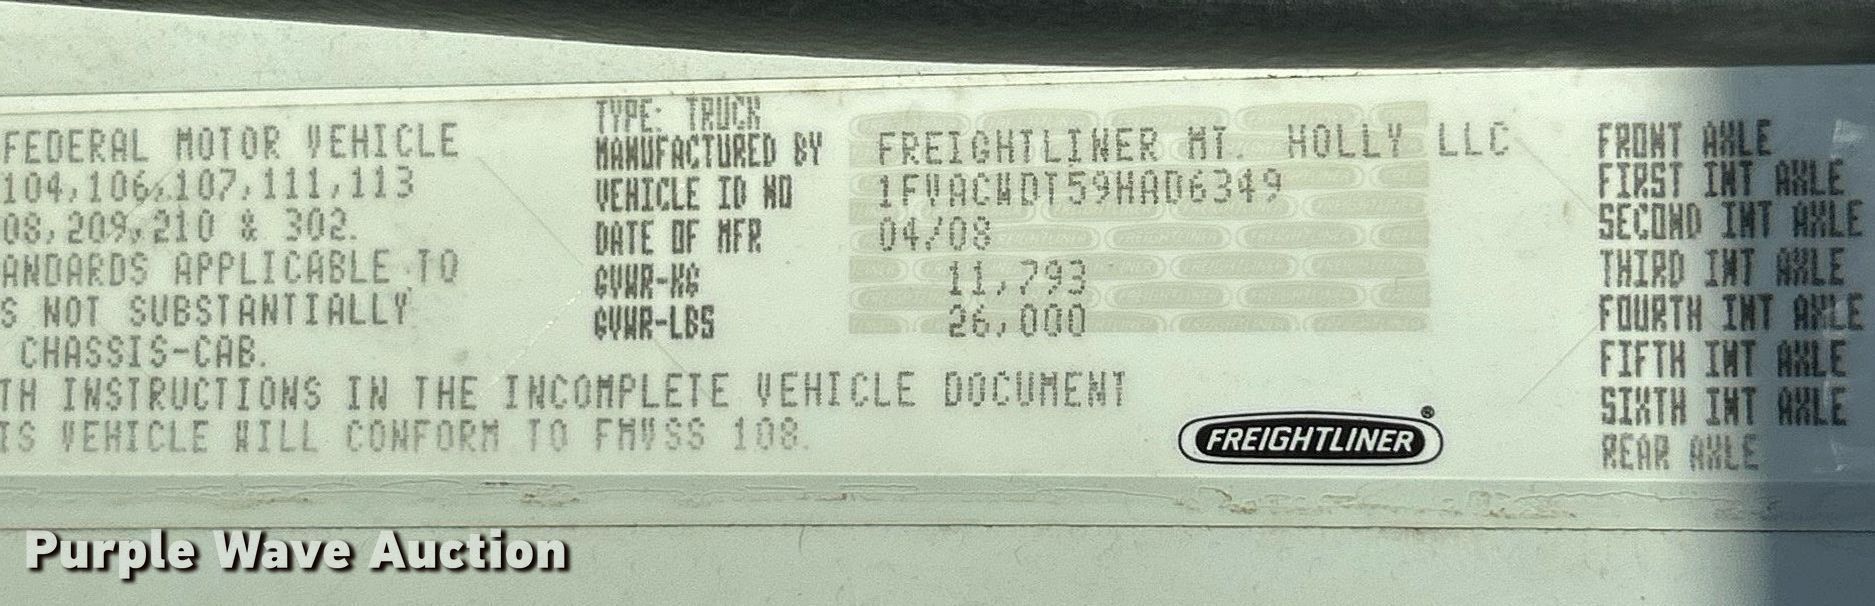 FEDERAL MOTOR VEHICLE
104,106,107,111,113
08,209,210 & 302.
ANDARDS APPLICABLE TO
S NOT SUBSTANTIALLY
CHASSIS-CAB.
TH INSTRUCTIONS IN THE INCOMPLETE VEHICLE DOCUMENT
IS VEHICLE WILL CONFORM TO FMVSS 108.
TYPE: TRUCK
MANUFACTURED BY FREIGHTLINER MT. HOLLY LLC
VEHICLE ID NO 1FVACWDT59HAD6349
DATE OF MFR 04/08
GVWR-KG 11,793
GVWR-LBS 26,000
FREIGHTLINER®
FRONT AXLE
FIRST INT AXLE
SECOND INT AXLE
THIRD INT AXLE
FOURTH INT AXLE
FIFTH INT AXLE
SIXTH INT AXLE
REAR AXLE
Purple Wave Auction